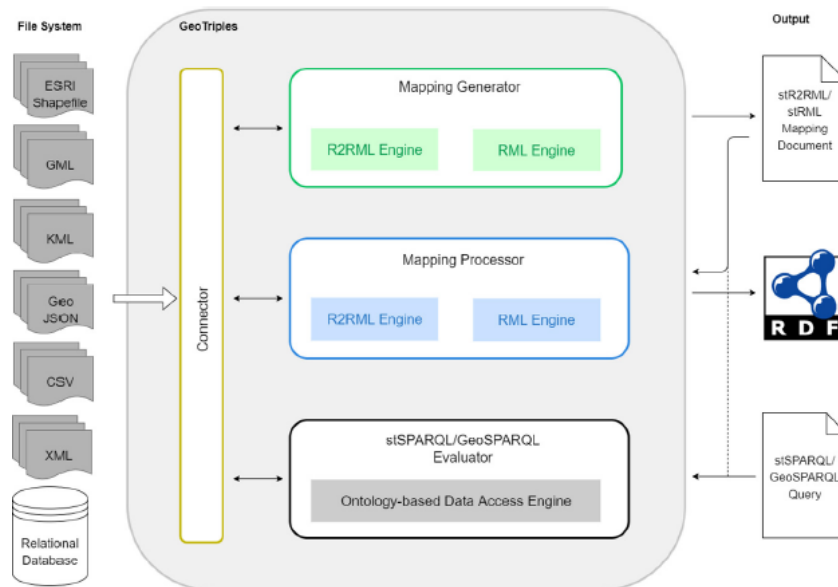 File System
GeoTriples
Output
ESRI
Shapefile
GML
KML
Geo
JSON
CSV
XML
Relational
Database
Connector
Mapping Generator
R2RML Engine
RML Engine
Mapping Processor
R2RML Engine
RML Engine
stSPARQL/GeoSPARQL
Evaluator
Ontology-based Data Access Engine
stR2RML/
stRML
Mapping
Document
RDF
stSPARQL/
GeoSPARQL
Query